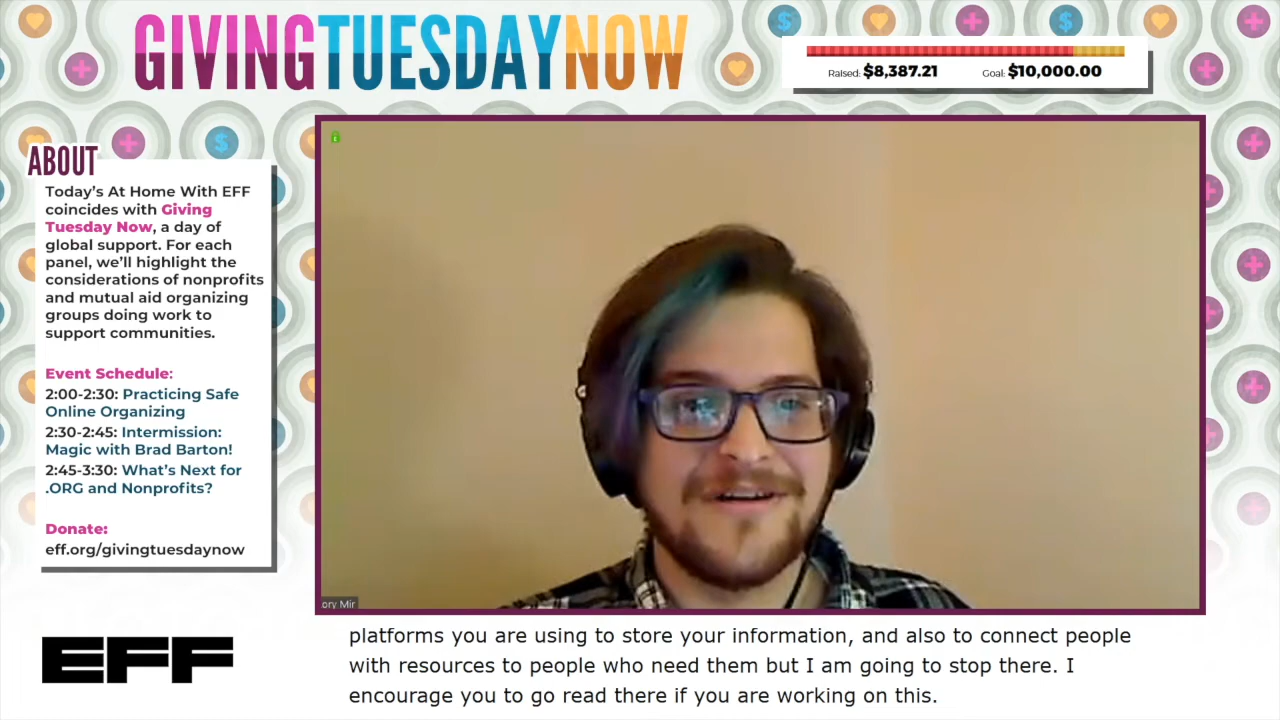 GIVINGTUESDAYNOW
Raised: $8,387.21 Goal: $10,000.00
ABOUT
Today's At Home With EFF
coincides with Giving
Tuesday Now, a day of
global support. For each
panel, we'll highlight the
considerations of nonprofits
and mutual aid organizing
groups doing work to
support communities.
Event Schedule:
2:00-2:30: Practicing Safe
Online Organizing
2:30-2:45: Intermission:
Magic with Brad Barton!
2:45-3:30: What's Next for
.ORG and Nonprofits?
Donate:
eff.org/givingtuesdaynow
EFF
ory Mir
platforms you are using to store your information, and also to connect people
with resources to people who need them but I am going to stop there. I
encourage you to go read there if you are working on this.